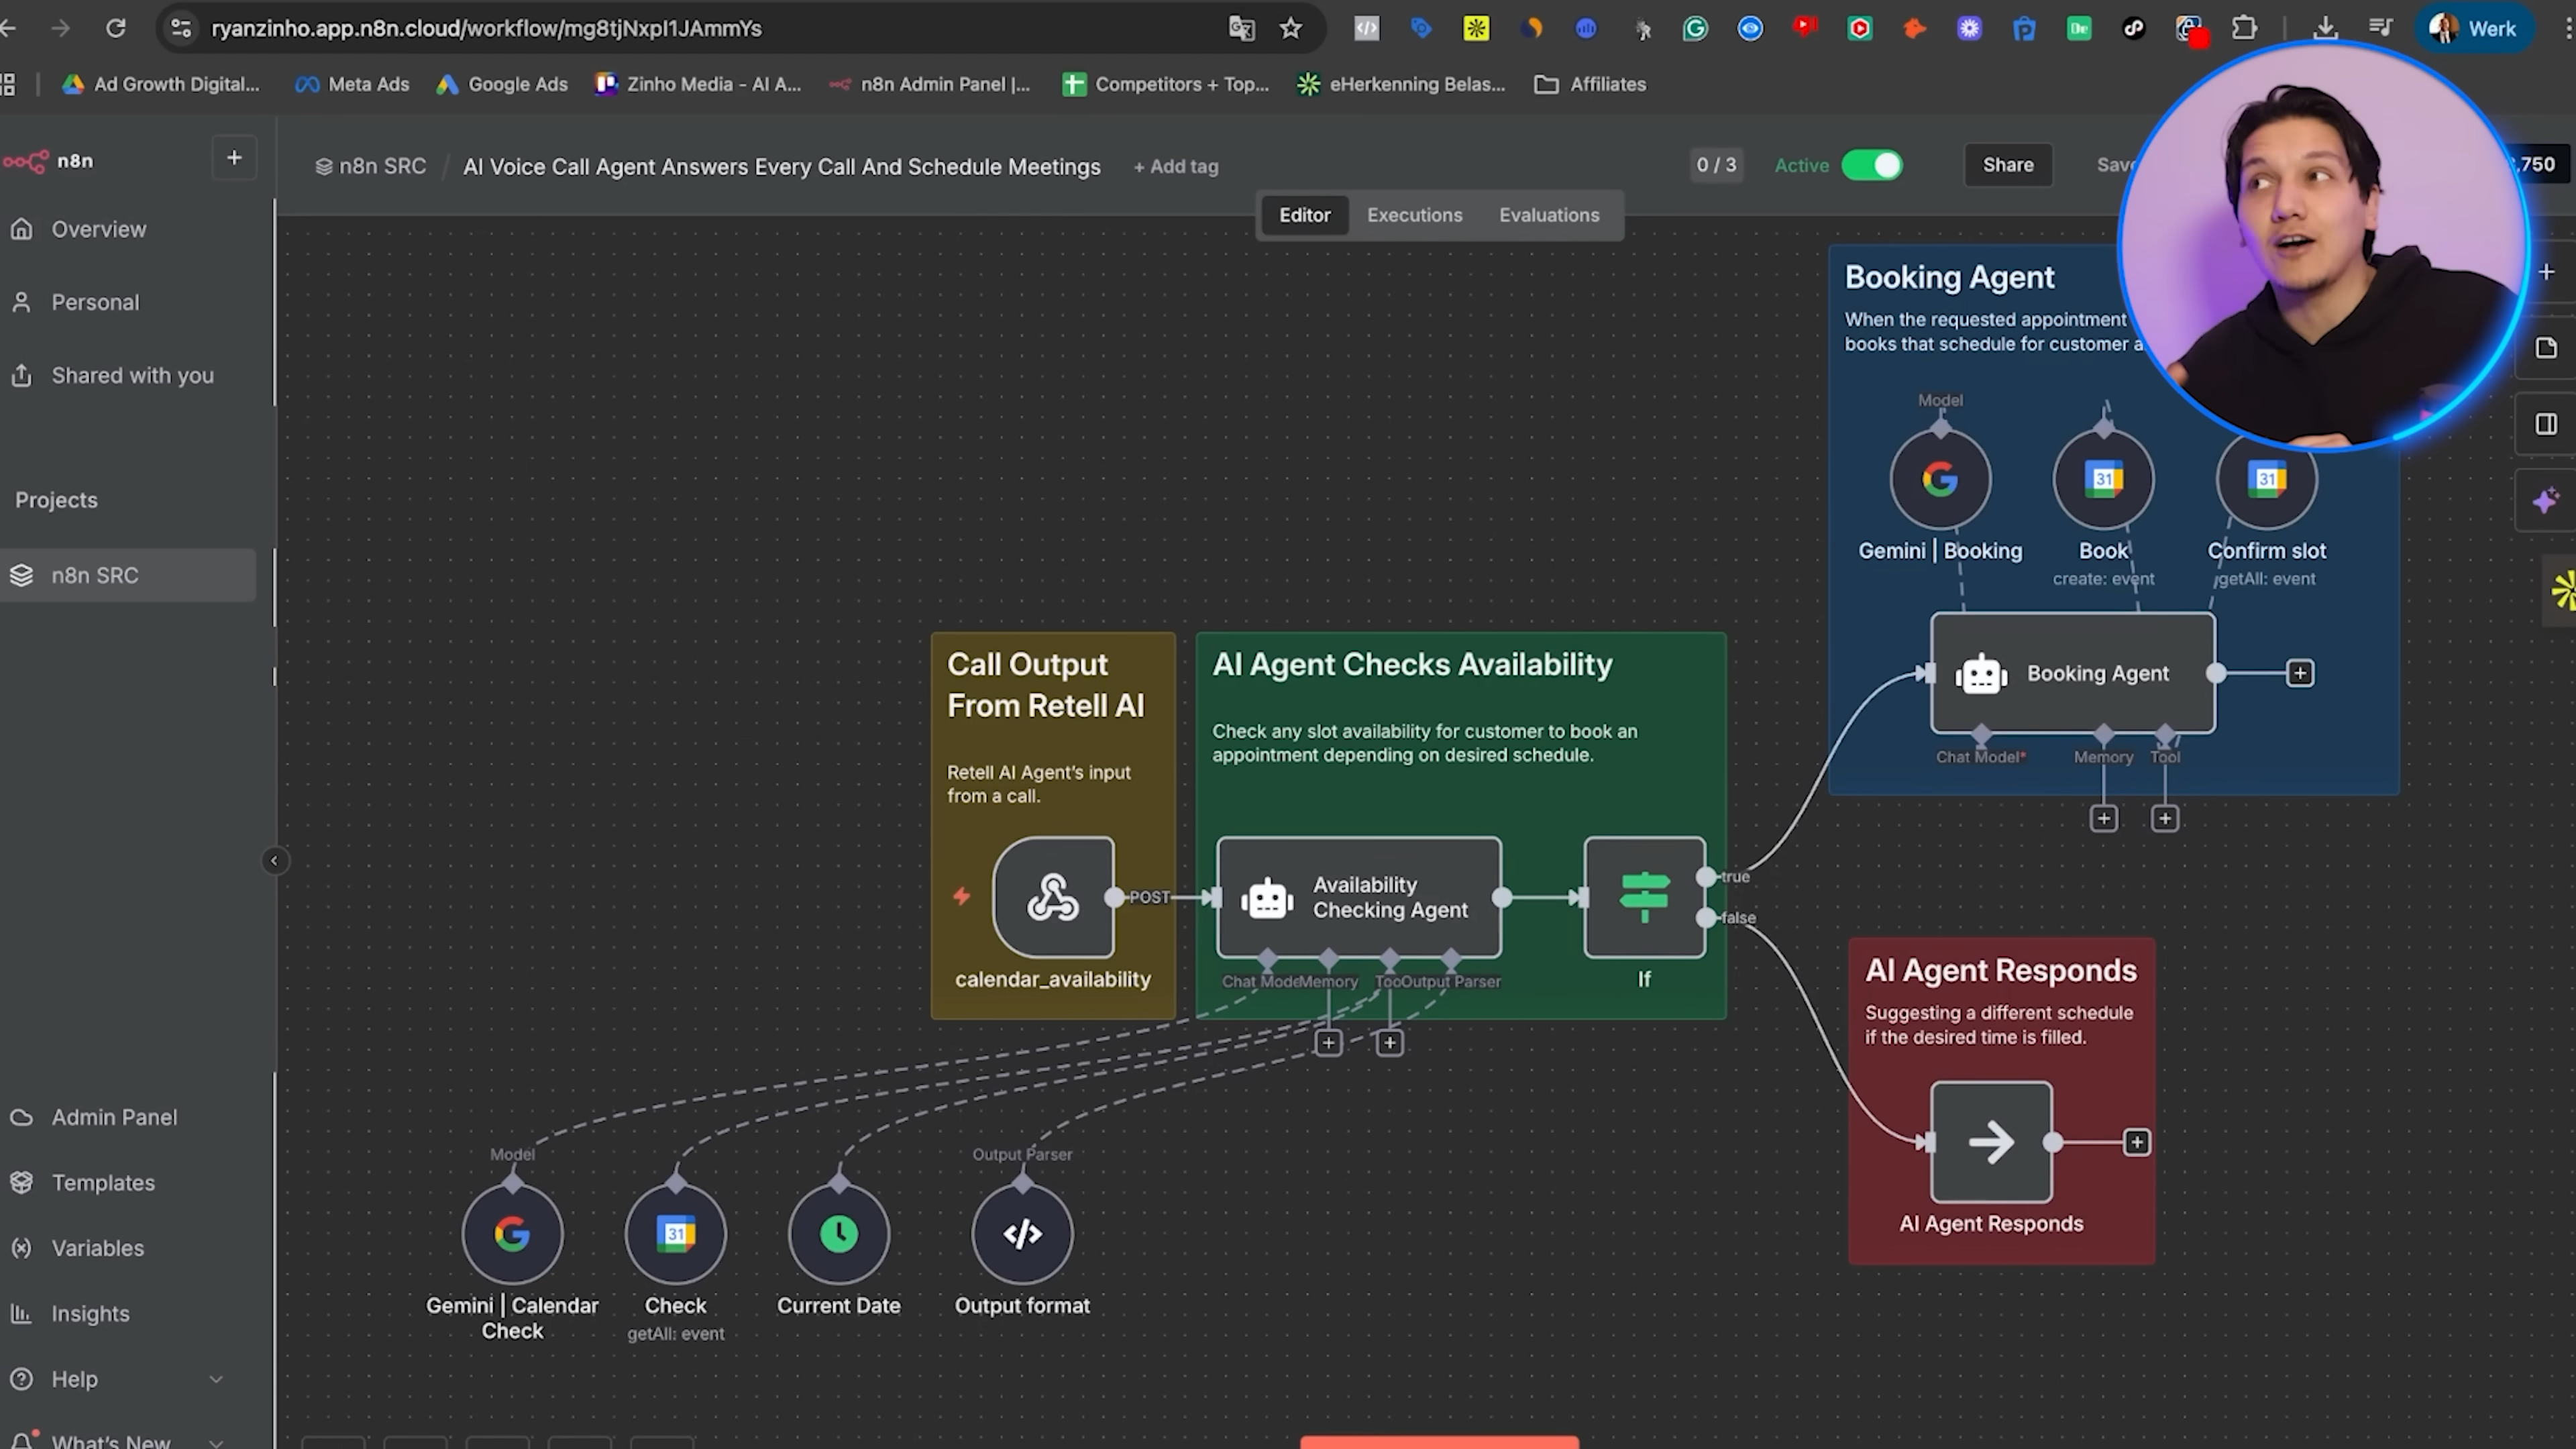 ryanzinho.app.n8n.cloud/workflow/mg8tjNxpI1JAmmYs
Werk
Ad Growth Digital...
Meta Ads
Google Ads
Zinho Media - AI A...
n8n Admin Panel |...
Competitors + Top...
eHerkenning Belas...
Affiliates
n8n
n8n SRC / AI Voice Call Agent Answers Every Call And Schedule Meetings + Add tag
0 / 3
Active
Share
Editor
Executions
Evaluations
Overview
Personal
Shared with you
Projects
n8n SRC
Admin Panel
Templates
Variables
Insights
Help
What's New
Booking Agent
When the requested appointment
books that schedule for customer
Model
31
31
Gemini | Booking
Book
create: event
Confirm slot
getAll: event
Booking Agent
Chat Model*
Memory
Tool
Call Output
From Retell AI
Retell AI Agent's input
from a call.
calendar_availability
POST
AI Agent Checks Availability
Check any slot availability for customer to book an
appointment depending on desired schedule.
Availability
Checking Agent
Memory
Output Parser
If
true
false
AI Agent Responds
Suggesting a different schedule
if the desired time is filled.
AI Agent Responds
Model
Output Parser
31
Gemini | Calendar
Check
Check
getAll: event
Current Date
Output format